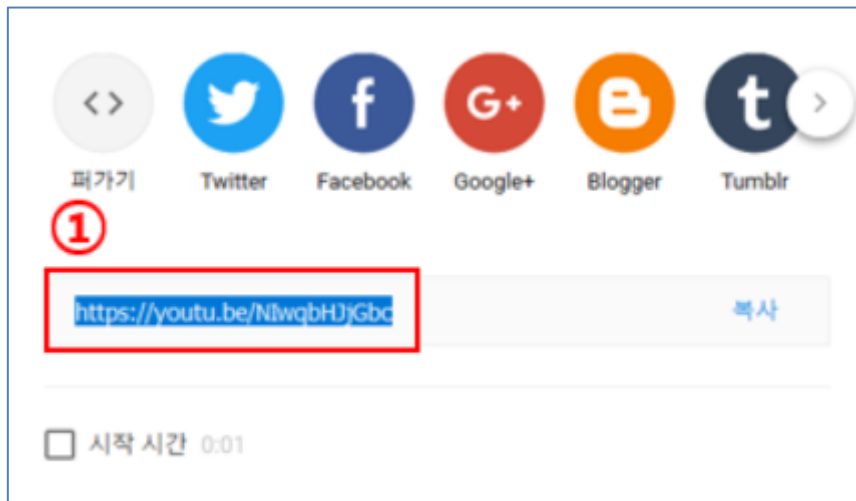 퍼가기 Twitter Facebook Google+ Blogger Tumblr
①
https://youtu.be/NIwqbHJjGbc 복사
시작 시간 0:01